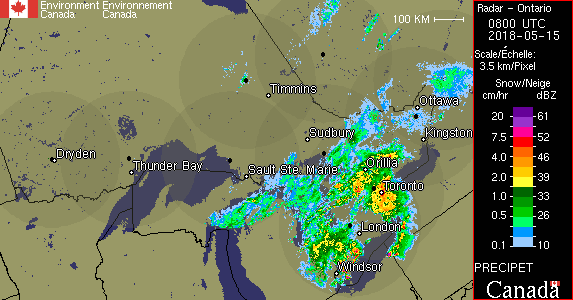 Environment Environnement
Canada Canada
100 KM
Timmins
Ottawa
Sudbury
Kingston
Dryden
Thunder Bay
Sault Ste. Marie
Orillia
Toronto
London
Windsor
Radar - Ontario
0800 UTC
2018-05-15
Scale/Échelle:
3.5 km/Pixel
Snow/Neige
cm/hr dBZ
20 61
7.5 52
4.0 46
2.0 39
1.0 33
0.5 26
0.1 10
PRECIPET
Canada